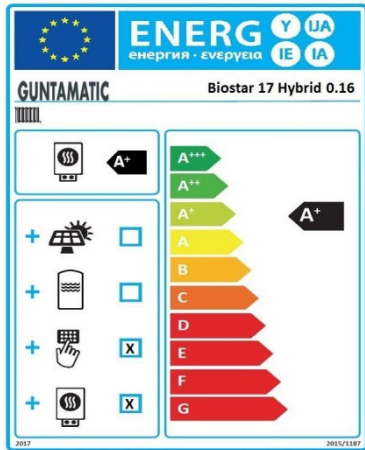 ENERG Y IJA
енергия · ενεργεια IE IA
GUNTAMATIC Biostar 17 Hybrid 0.16
A+
A+++
A++
A+ A+
A
B
C
D
E
F
G
+
+
+ X
+ X
2017 2015/1187